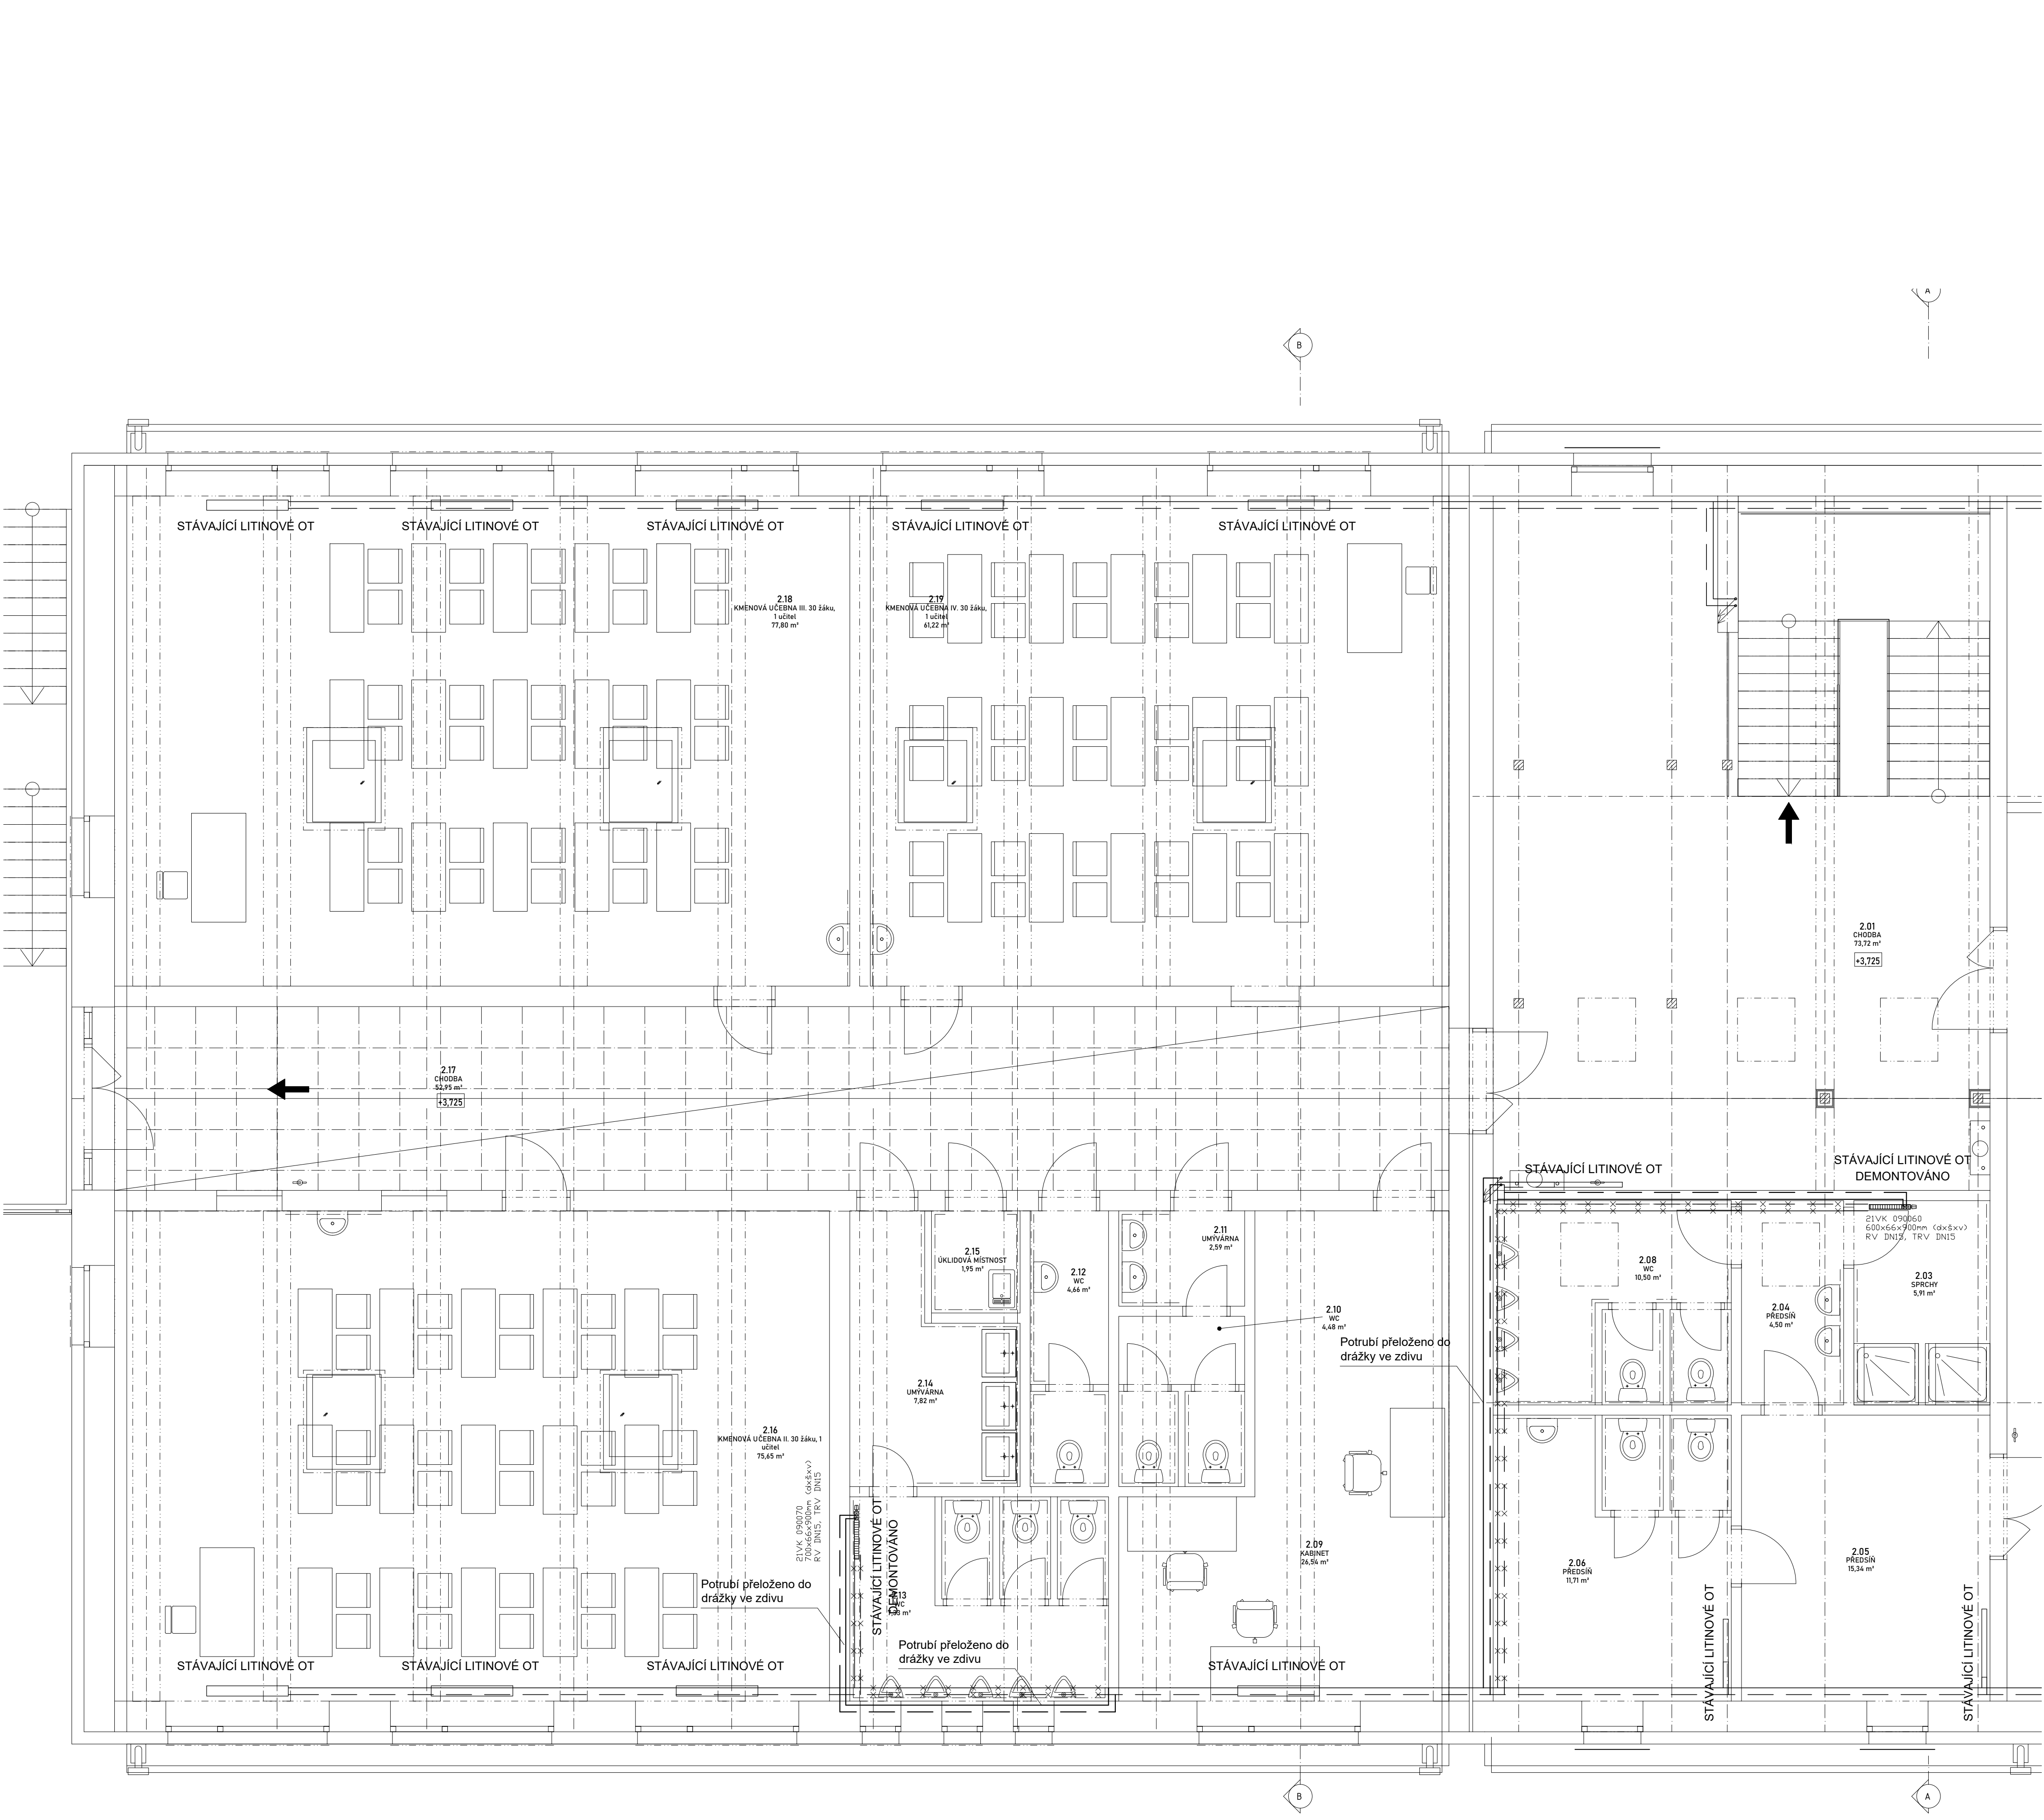 A
B
STÁVAJÍCÍ LITINOVÉ OT
STÁVAJÍCÍ LITINOVÉ OT
STÁVAJÍCÍ LITINOVÉ OT
STÁVAJÍCÍ LITINOVÉ OT
STÁVAJÍCÍ LITINOVÉ OT
2.18
KMENOVÁ UČEBNA III. 30 žáku,
1 učitel
77,80 m²
2.19
KMENOVÁ UČEBNA IV. 30 žáku,
1 učitel
61,22 m²
2.01
CHODBA
73,72 m²
+3,725
2.17
CHODBA
52,95 m²
+3,725
STÁVAJÍCÍ LITINOVÉ OT
STÁVAJÍCÍ LITINOVÉ OT
DEMONTOVÁNO
21VK 090060
600x66x900mm (dxšxv)
RV DN15, TRV DN15
2.15
ÚKLIDOVÁ MÍSTNOST
1,95 m²
2.12
WC
4,66 m²
2.11
UMÝVÁRNA
2,59 m²
2.10
WC
4,48 m²
2.08
WC
10,50 m²
2.04
PŘEDSÍŇ
4,50 m²
2.03
SPRCHY
5,91 m²
Potrubí přeloženo do
drážky ve zdivu
2.14
UMÝVÁRNA
7,82 m²
2.16
KMENOVÁ UČEBNA II. 30 žáku, 1
učitel
75,65 m²
21VK 090070
700x66x900mm (dxšxv)
RV DN15, TRV DN15
STÁVAJÍCÍ LITINOVÉ OT
DEMONTOVÁNO
WC
2.09
KABINET
26,54 m²
2.06
PŘEDSÍŇ
11,71 m²
2.05
PŘEDSÍŇ
15,34 m²
Potrubí přeloženo do
drážky ve zdivu
Potrubí přeloženo do
drážky ve zdivu
STÁVAJÍCÍ LITINOVÉ OT
STÁVAJÍCÍ LITINOVÉ OT
STÁVAJÍCÍ LITINOVÉ OT
STÁVAJÍCÍ LITINOVÉ OT
STÁVAJÍCÍ LITINOVÉ OT
STÁVAJÍCÍ LITINOVÉ OT
B
A